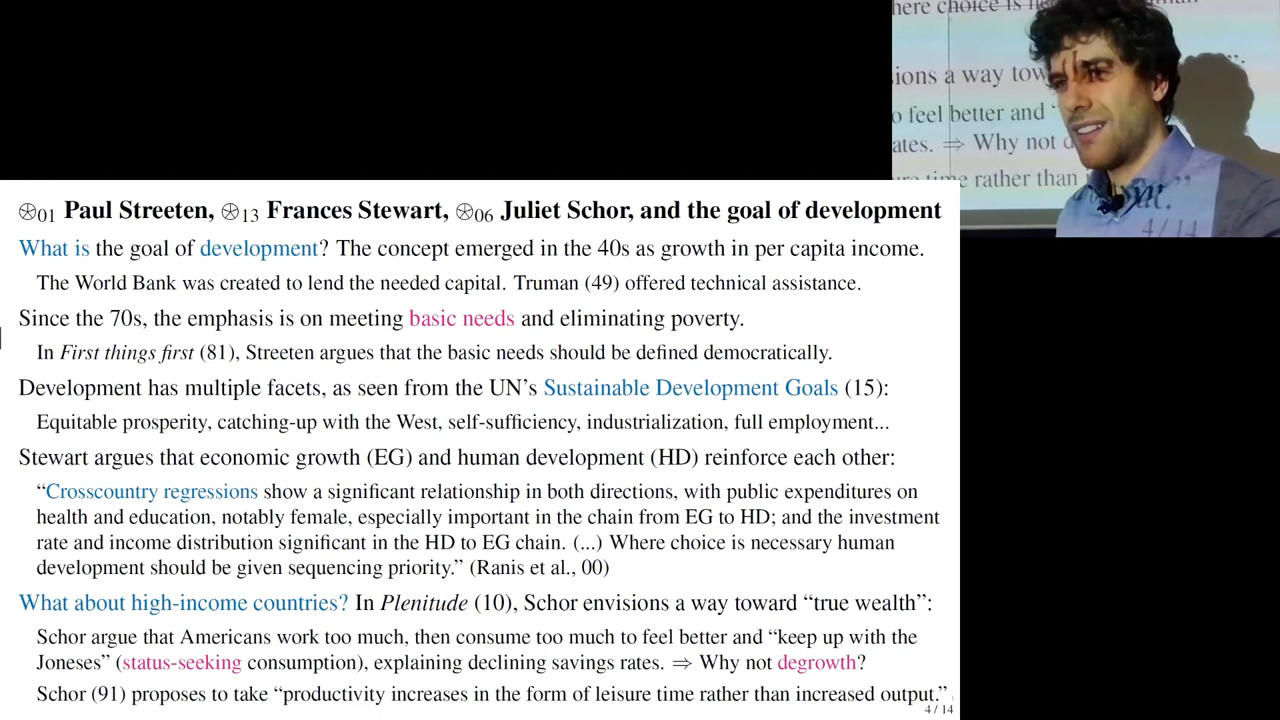 here choice is
sions a way tow
o feel better and “
ates. ⇒ Why not d
ure time rather than
4/14
⊛01 Paul Streeten, ⊛13 Frances Stewart, ⊛06 Juliet Schor, and the goal of development
What is the goal of development? The concept emerged in the 40s as growth in per capita income.
The World Bank was created to lend the needed capital. Truman (49) offered technical assistance.
Since the 70s, the emphasis is on meeting basic needs and eliminating poverty.
In First things first (81), Streeten argues that the basic needs should be defined democratically.
Development has multiple facets, as seen from the UN’s Sustainable Development Goals (15):
Equitable prosperity, catching-up with the West, self-sufficiency, industrialization, full employment...
Stewart argues that economic growth (EG) and human development (HD) reinforce each other:
“Crosscountry regressions show a significant relationship in both directions, with public expenditures on
health and education, notably female, especially important in the chain from EG to HD; and the investment
rate and income distribution significant in the HD to EG chain. (...) Where choice is necessary human
development should be given sequencing priority.” (Ranis et al., 00)
What about high-income countries? In Plenitude (10), Schor envisions a way toward “true wealth”:
Schor argue that Americans work too much, then consume too much to feel better and “keep up with the
Joneses” (status-seeking consumption), explaining declining savings rates. ⇒ Why not degrowth?
Schor (91) proposes to take “productivity increases in the form of leisure time rather than increased output.”
4 / 14